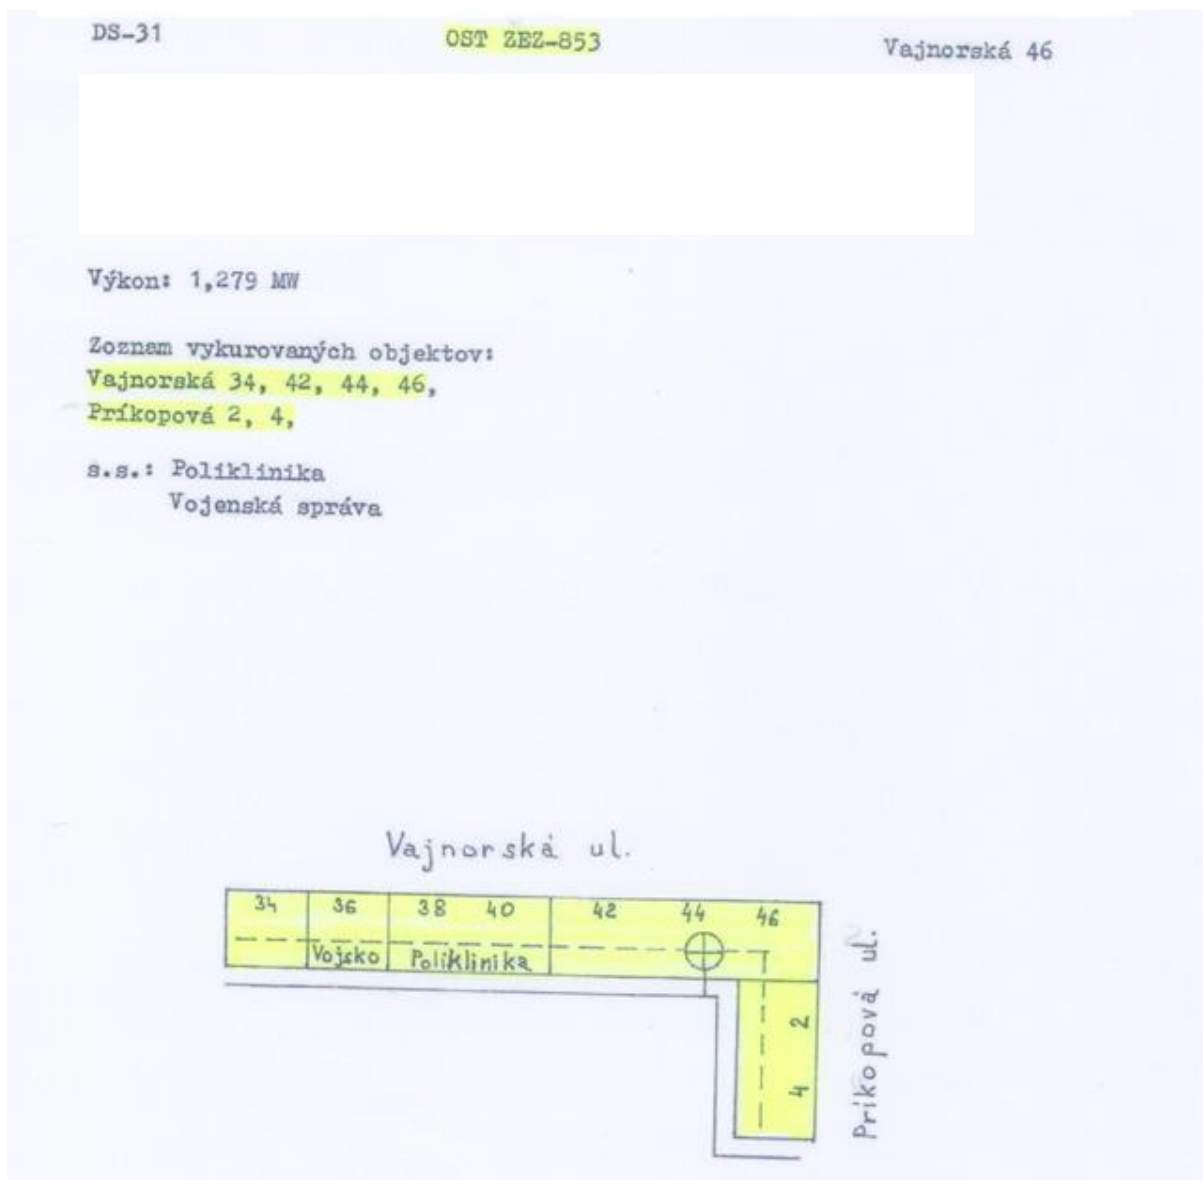 DS-31 OST ZEZ-853 Vajnorská 46
Výkon: 1,279 MW
Zoznam vykurovaných objektov:
Vajnorská 34, 42, 44, 46,
Príkopová 2, 4,
s.s.: Poliklinika
Vojenská správa
Vajnorská ul.
34 36 38 40 42 44 46
Vojsko Poliklinika
2
4
Príkopová ul.